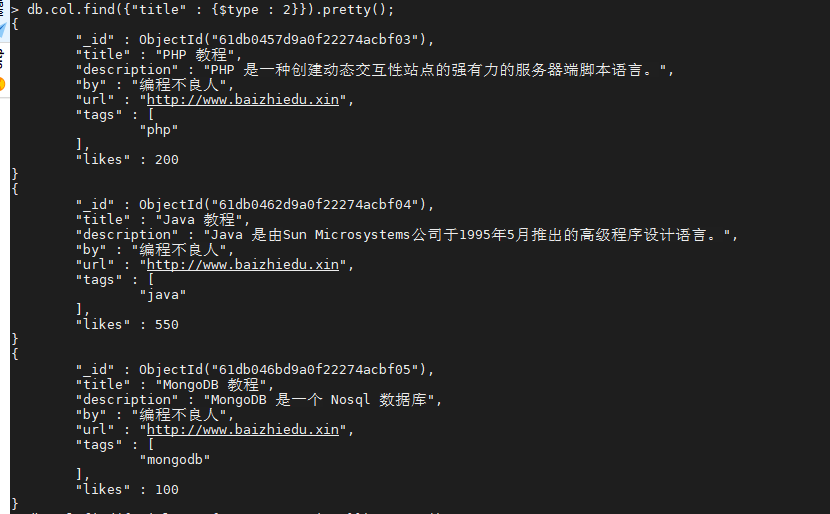 > db.col.find({"title" : {$type : 2}}).pretty();
{
        "_id" : ObjectId("61db0457d9a0f22274acbf03"),
        "title" : "PHP 教程",
        "description" : "PHP 是一种创建动态交互性站点的强有力的服务器端脚本语言。",
        "by" : "编程不良人",
        "url" : "http://www.baizhiedu.xin",
        "tags" : [
                "php"
        ],
        "likes" : 200
}
{
        "_id" : ObjectId("61db0462d9a0f22274acbf04"),
        "title" : "Java 教程",
        "description" : "Java 是由Sun Microsystems公司于1995年5月推出的高级程序设计语言。",
        "by" : "编程不良人",
        "url" : "http://www.baizhiedu.xin",
        "tags" : [
                "java"
        ],
        "likes" : 550
}
{
        "_id" : ObjectId("61db046bd9a0f22274acbf05"),
        "title" : "MongoDB 教程",
        "description" : "MongoDB 是一个 Nosql 数据库",
        "by" : "编程不良人",
        "url" : "http://www.baizhiedu.xin",
        "tags" : [
                "mongodb"
        ],
        "likes" : 100
}